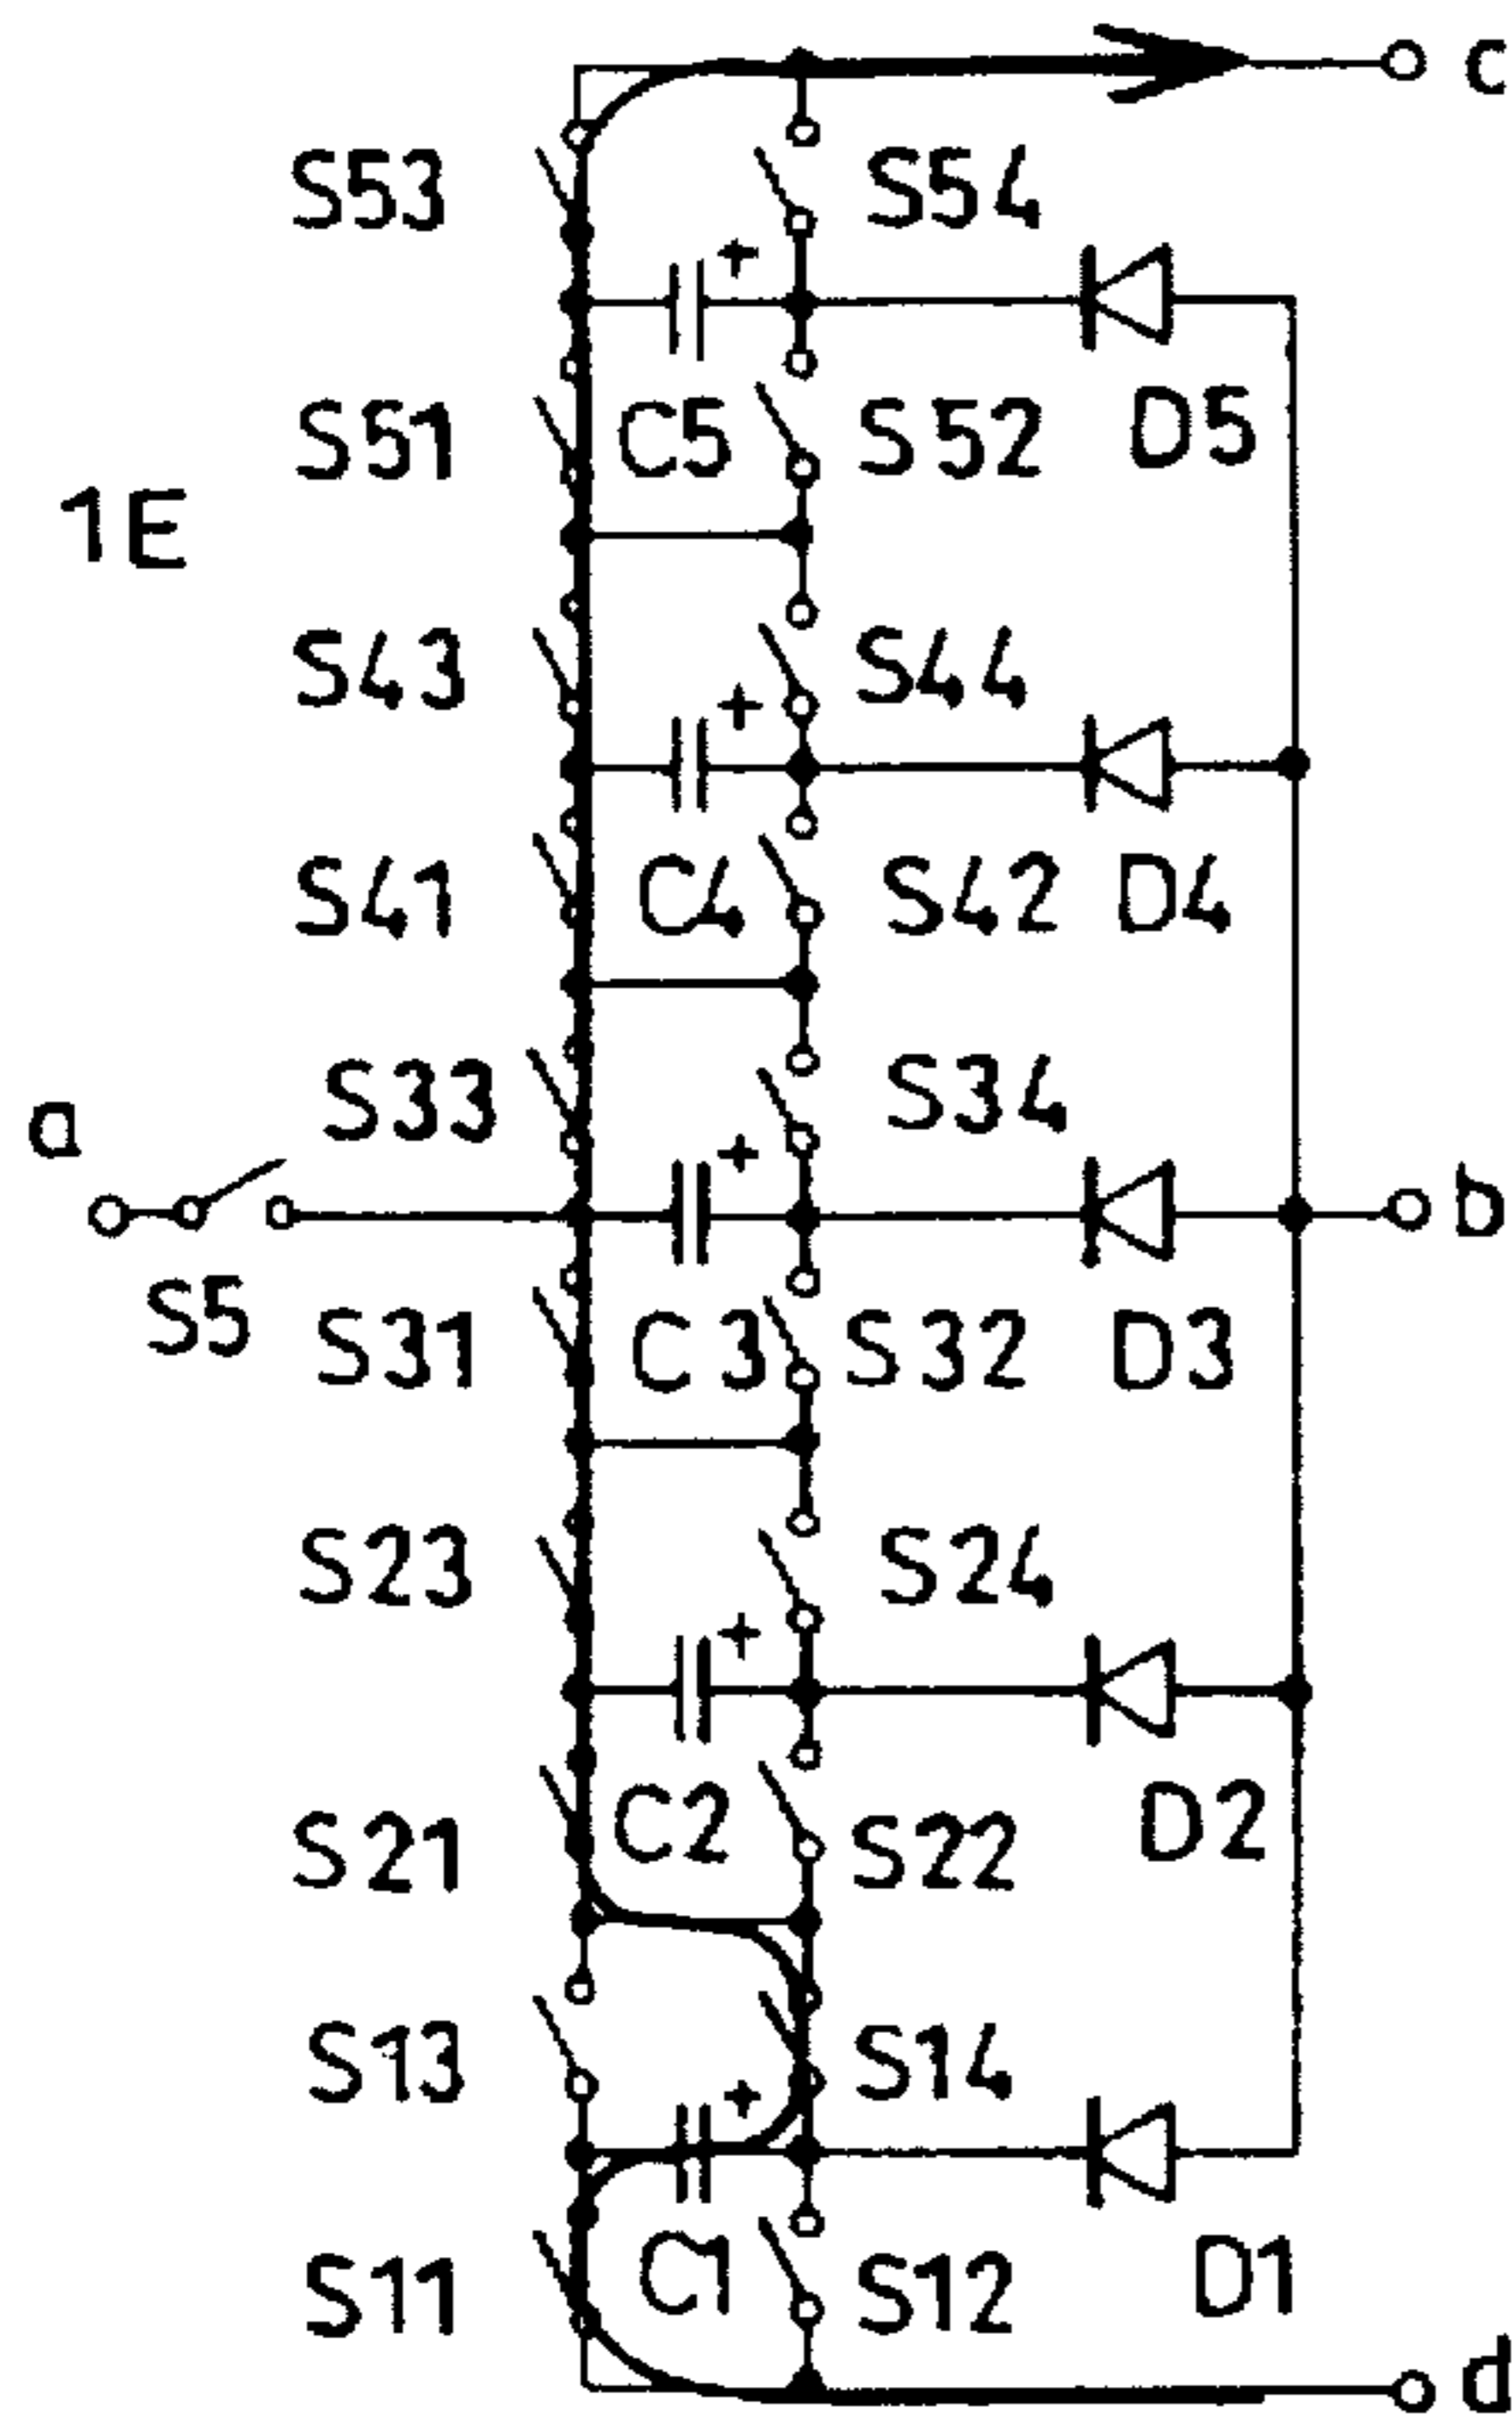 c
S53 S54
+
S51 C5 S52 D5
1E
S43 S44
+
S41 C4 S42 D4
S33 S34
a
+
b
S5 S31 C3 S32 D3
S23 S24
+
S21 C2 S22 D2
S13 S14
+
S11 C1 S12 D1
d